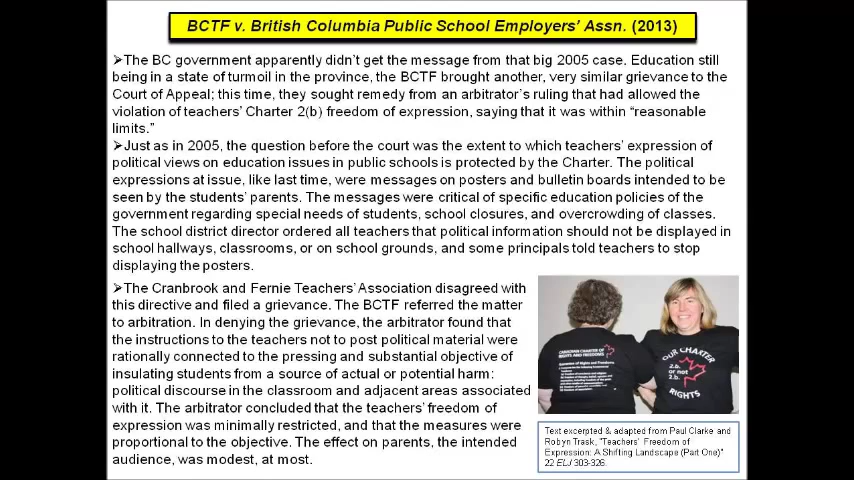 BCTF v. British Columbia Public School Employers' Assn. (2013)
➢The BC government apparently didn't get the message from that big 2005 case. Education still
being in a state of turmoil in the province, the BCTF brought another, very similar grievance to the
Court of Appeal; this time, they sought remedy from an arbitrator's ruling that had allowed the
violation of teachers' Charter 2(b) freedom of expression, saying that it was within "reasonable
limits."
➢Just as in 2005, the question before the court was the extent to which teachers' expression of
political views on education issues in public schools is protected by the Charter. The political
expressions at issue, like last time, were messages on posters and bulletin boards intended to be
seen by the students' parents. The messages were critical of specific education policies of the
government regarding special needs of students, school closures, and overcrowding of classes.
The school district director ordered all teachers that political information should not be displayed in
school hallways, classrooms, or on school grounds, and some principals told teachers to stop
displaying the posters.
➢The Cranbrook and Fernie Teachers' Association disagreed with
this directive and filed a grievance. The BCTF referred the matter
to arbitration. In denying the grievance, the arbitrator found that
the instructions to the teachers not to post political material were
rationally connected to the pressing and substantial objective of
insulating students from a source of actual or potential harm:
political discourse in the classroom and adjacent areas associated
with it. The arbitrator concluded that the teachers' freedom of
expression was minimally restricted, and that the measures were
proportional to the objective. The effect on parents, the intended
audience, was modest, at most.
CANADIAN CHARTER OF
RIGHTS AND FREEDOMS
OUR CHARTER
2.b.
or not
2.b.
RIGHTS
Text excerpted & adapted from Paul Clarke and
Robyn Trask, "Teachers' Freedom of
Expression: A Shifting Landscape (Part One)"
22 ELJ 303-326.